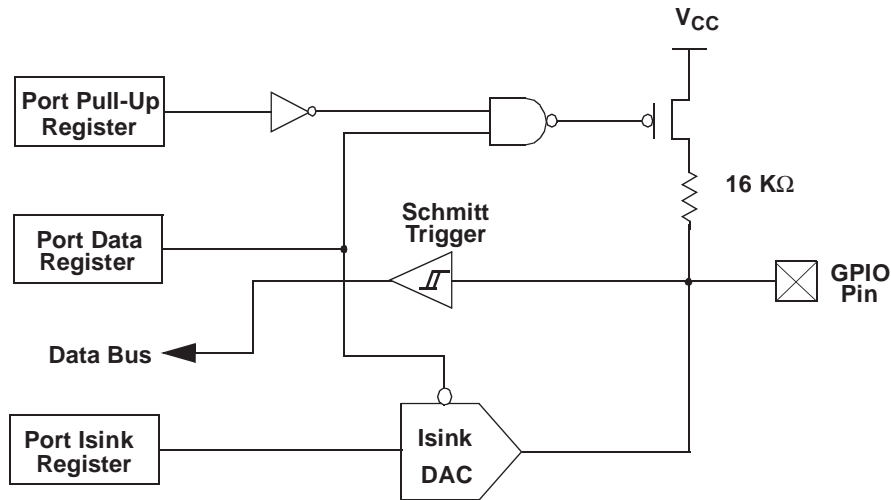 V_CC
Port Pull-Up
Register
16 KΩ
Schmitt
Trigger
Port Data
Register
GPIO
Pin
Data Bus
Port Isink
Register
Isink
DAC